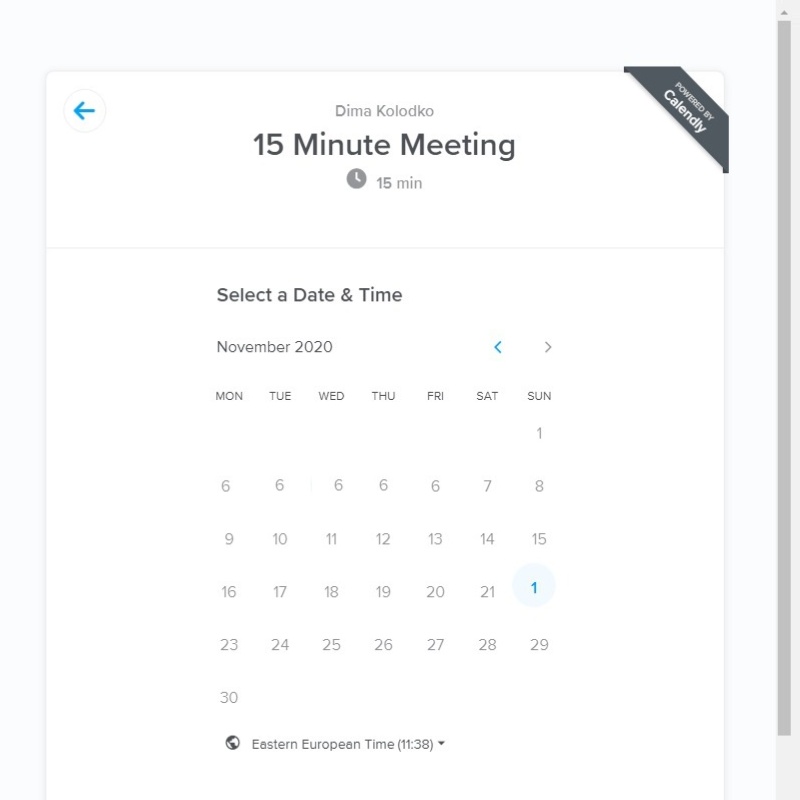 POWERED BY
Calendly
Dima Kolodko
15 Minute Meeting
15 min
Select a Date & Time
November 2020
MON TUE WED THU FRI SAT SUN
1
6 6 6 6 6 7 8
9 10 11 12 13 14 15
16 17 18 19 20 21 1
23 24 25 26 27 28 29
30
Eastern European Time (11:38)